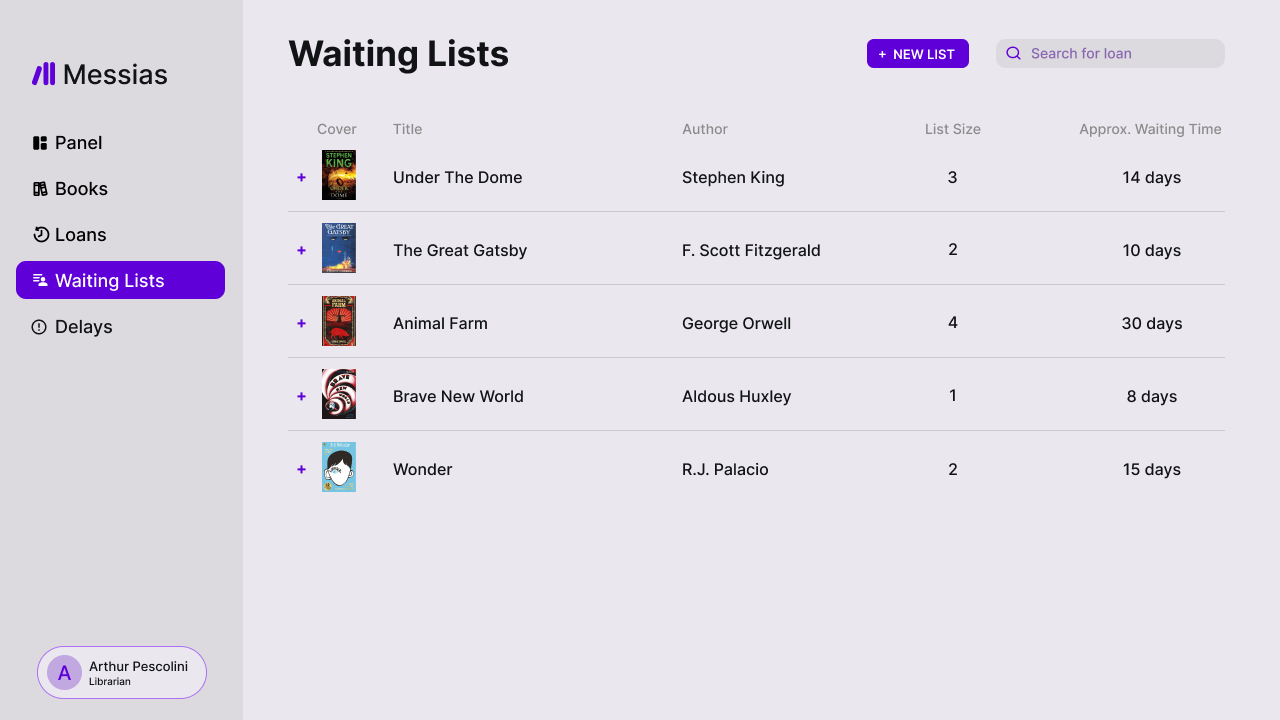 Messias
Panel
Books
Loans
Waiting Lists
Delays
A
Arthur Pescolini
Librarian
Waiting Lists
+ NEW LIST
Search for loan
Cover Title Author List Size Approx. Waiting Time
+ STEPHEN KING UNDER DOME Under The Dome Stephen King 3 14 days
+ The GREAT GATSBY The Great Gatsby F. Scott Fitzgerald 2 10 days
+ ANIMAL FARM Animal Farm George Orwell 4 30 days
+ BRAVE NEW Brave New World Aldous Huxley 1 8 days
+ Wonder R.J. Palacio 2 15 days